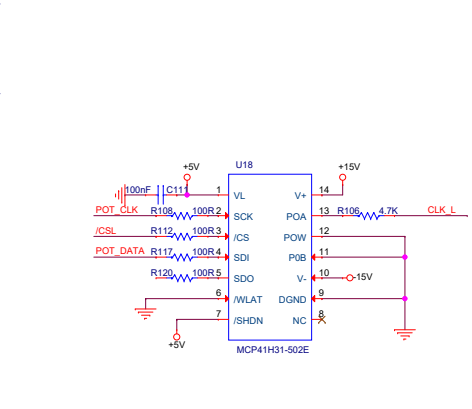 +5V
U18
+15V
100nF
C111
1
VL
V+
14
POT_CLK
R108
100R
2
SCK
POA
13
R106
4.7K
CLK_L
/CSL
R112
100R
3
/CS
POW
12
POT_DATA
R117
100R
4
SDI
P0B
11
R120
100R
5
SDO
V-
10
-15V
6
/WLAT
DGND
9
7
/SHDN
NC
8
+5V
MCP41H31-502E